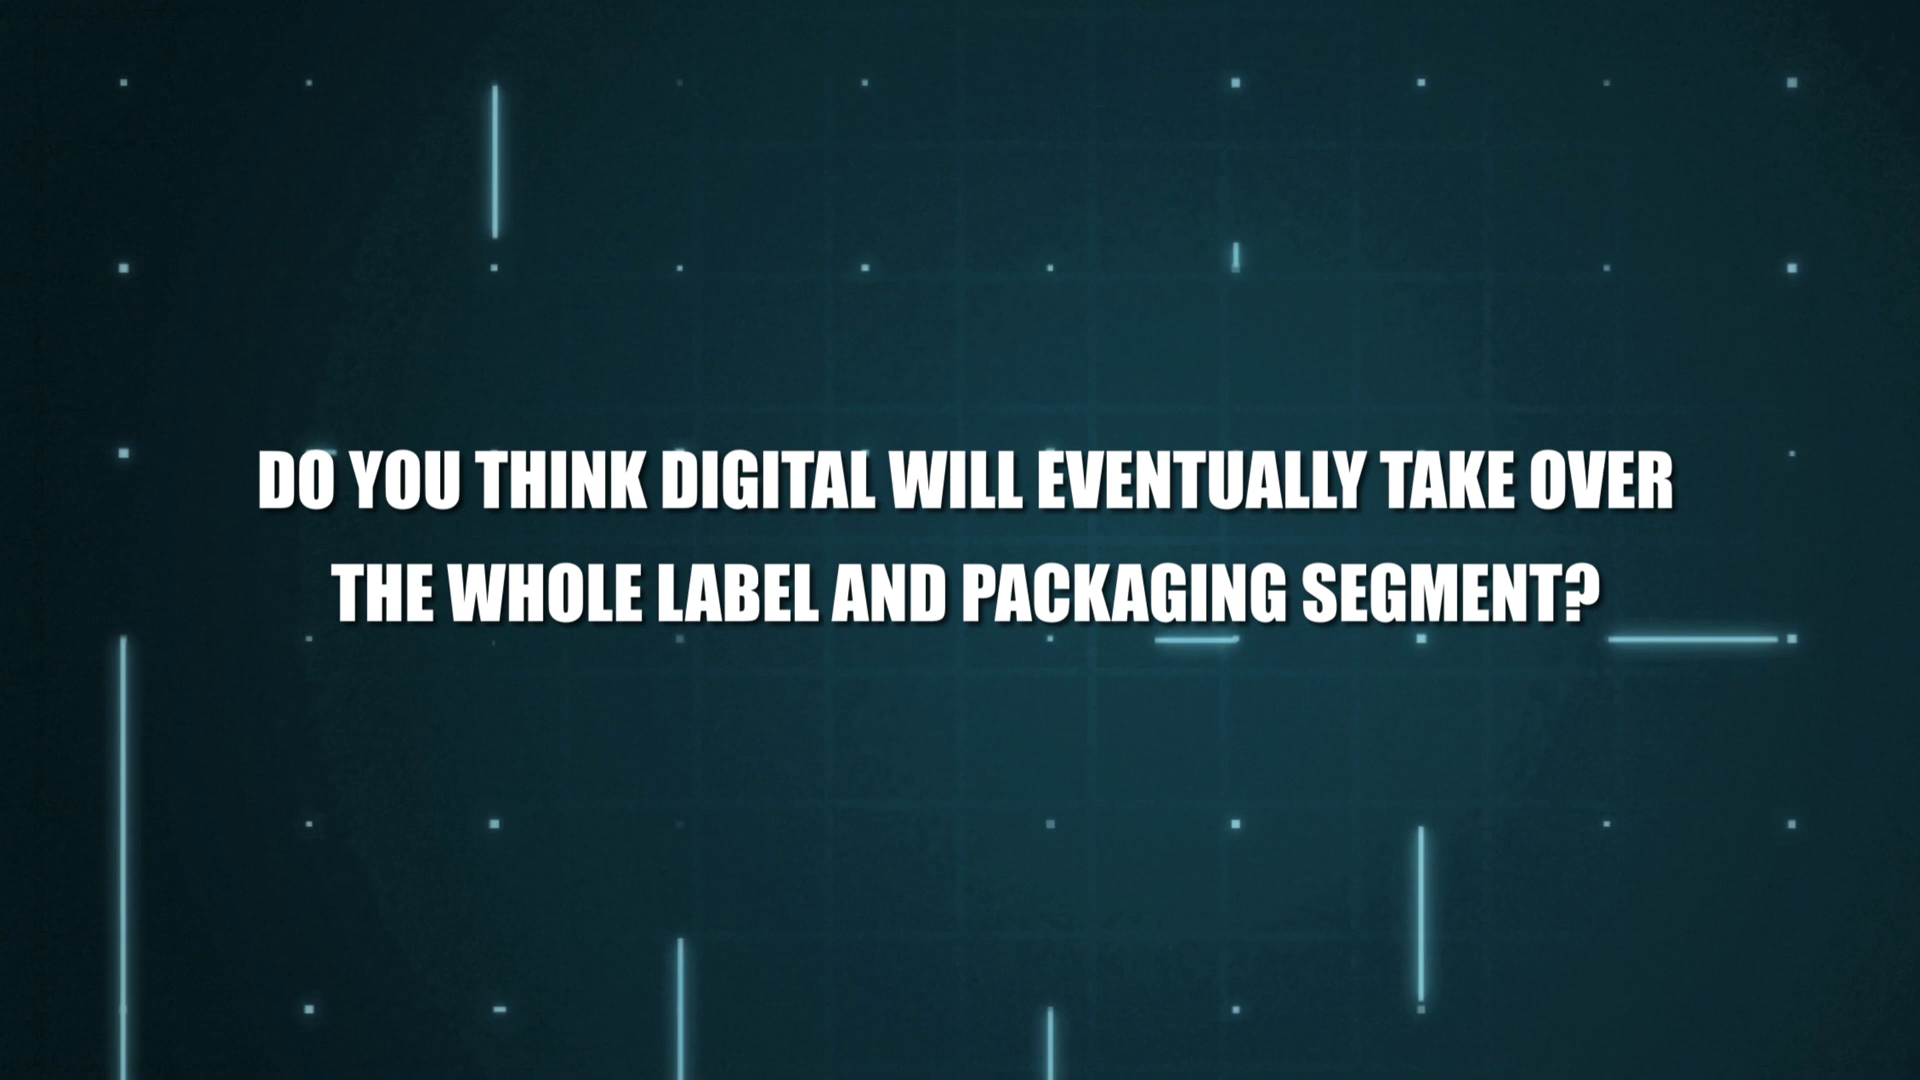 DO YOU THINK DIGITAL WILL EVENTUALLY TAKE OVER
THE WHOLE LABEL AND PACKAGING SEGMENT?